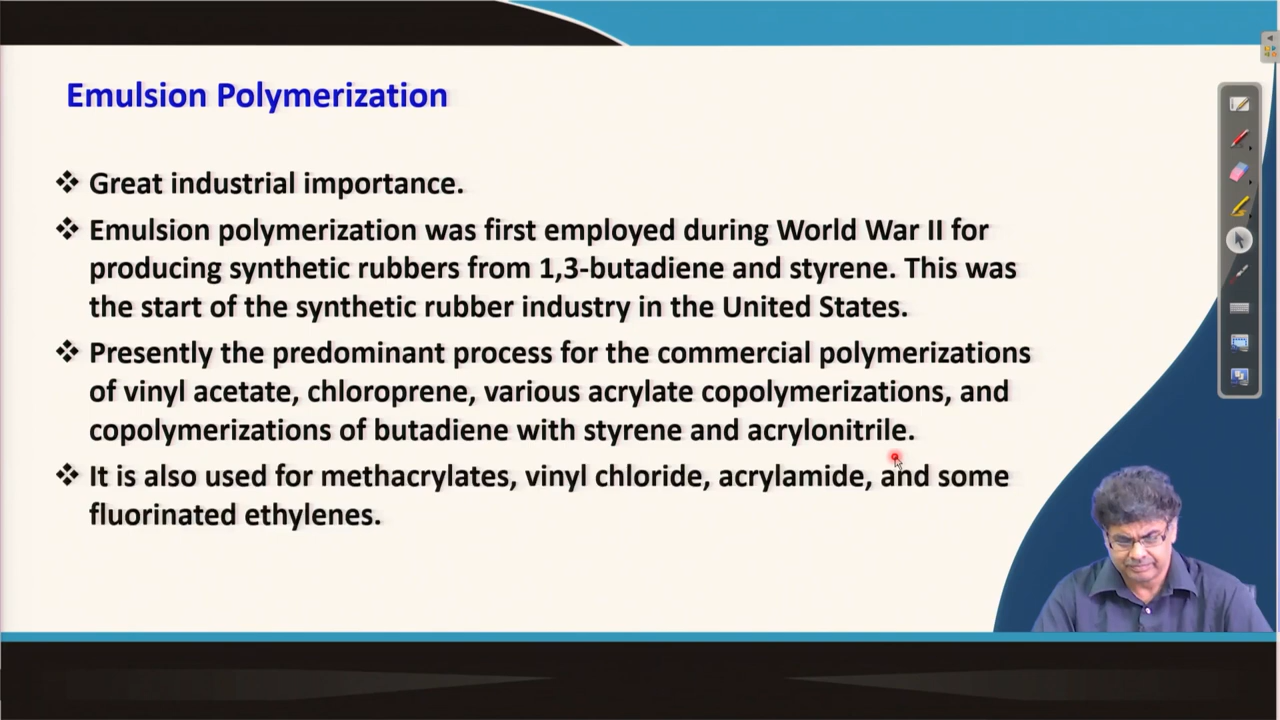 Emulsion Polymerization
❖ Great industrial importance.
❖ Emulsion polymerization was first employed during World War II for
producing synthetic rubbers from 1,3-butadiene and styrene. This was
the start of the synthetic rubber industry in the United States.
❖ Presently the predominant process for the commercial polymerizations
of vinyl acetate, chloroprene, various acrylate copolymerizations, and
copolymerizations of butadiene with styrene and acrylonitrile.
❖ It is also used for methacrylates, vinyl chloride, acrylamide, and some
fluorinated ethylenes.